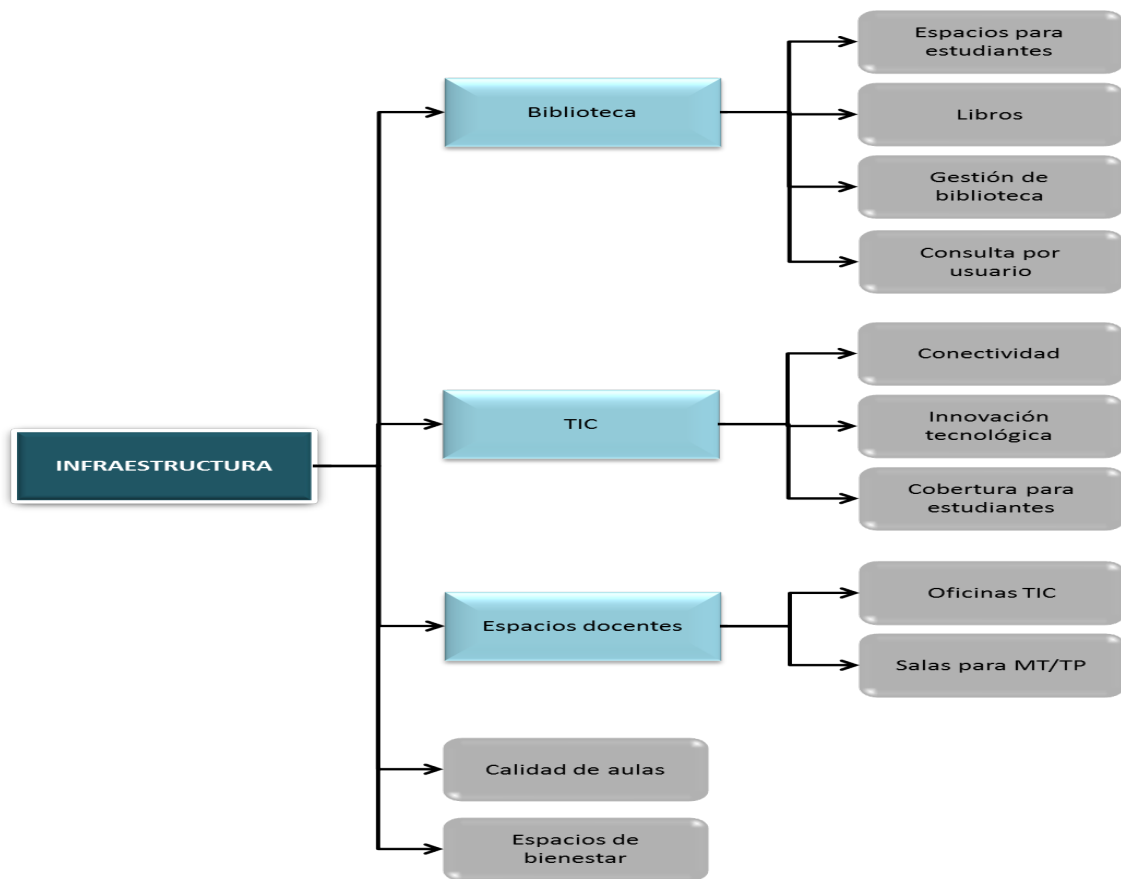 INFRAESTRUCTURA
Biblioteca
Espacios para
estudiantes
Libros
Gestión de
biblioteca
Consulta por
usuario
TIC
Conectividad
Innovación
tecnológica
Cobertura para
estudiantes
Espacios docentes
Oficinas TIC
Salas para MT/TP
Calidad de aulas
Espacios de
bienestar